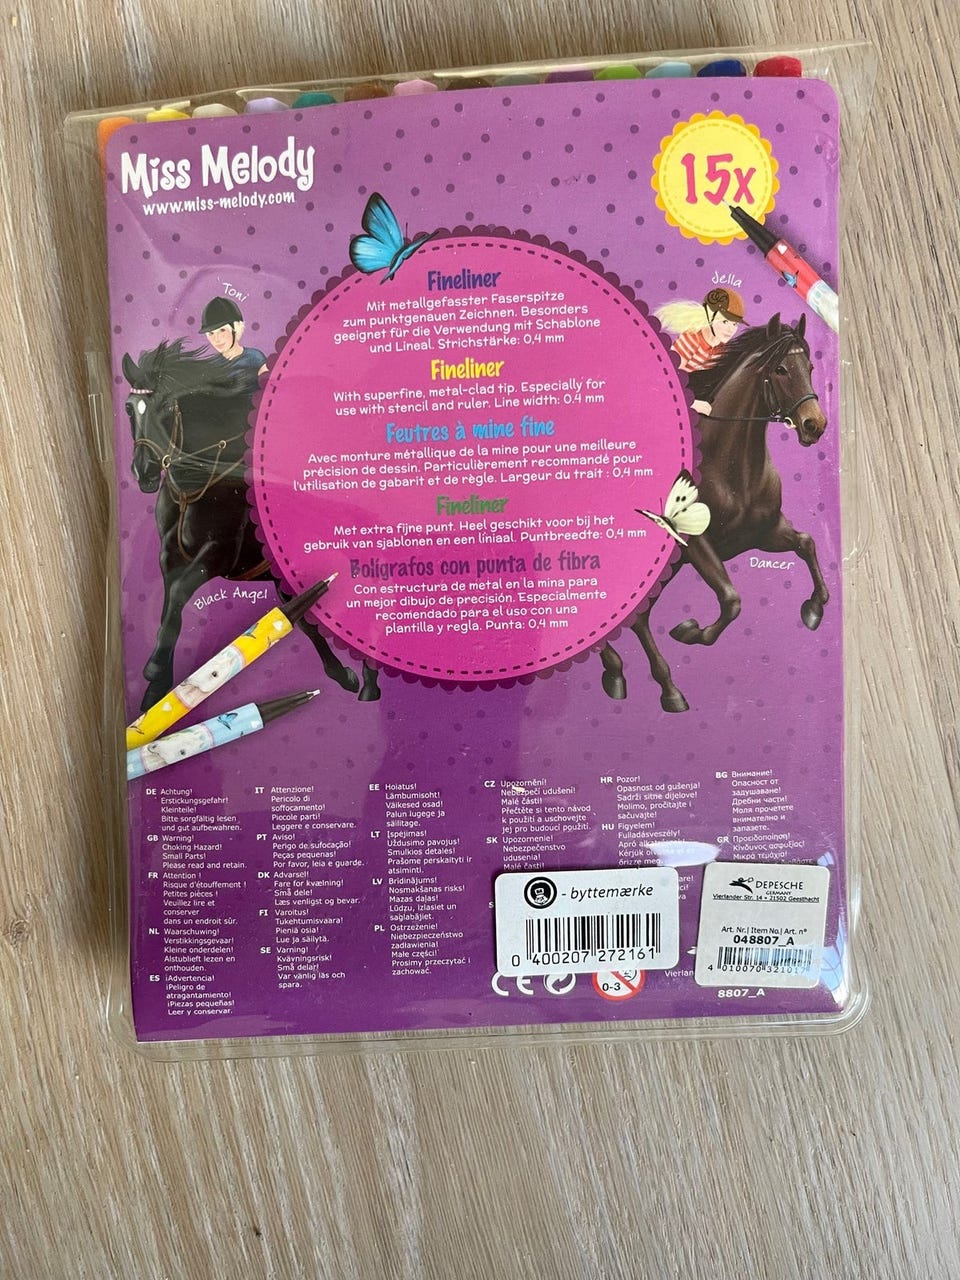 Miss Melody
www.miss-melody.com
15x
Toni
Jella
Fineliner
Mit metallgefasster Faserspitze
zum punktgenauen Zeichnen. Besonders
geeignet für die Verwendung mit Schablone
und Lineal. Strichstärke: 0,4 mm
Fineliner
With superfine, metal-clad tip. Especially for
use with stencil and ruler. Line width: 0.4 mm
Feutres à mine fine
Avec monture métallique de la mine pour une meilleure
précision de dessin. Particulièrement recommandé pour
l'utilisation de gabarit et de règle. Largeur du trait : 0,4 mm
Fineliner
Met extra fijne punt. Heel geschikt voor bij het
gebruik van sjablonen en een liniaal. Puntbreedte: 0,4 mm
Bolígrafos con punta de fibra
Con estructura de metal en la mina para
un mejor dibujo de precisión. Especialmente
recomendado para el uso con una
plantilla y regla. Punta: 0,4 mm
Black Angel
Dancer
DE Achtung!
Erstickungsgefahr!
Kleinteile!
Bitte sorgfältig lesen
und gut aufbewahren.
GB Warning!
Choking Hazard!
Small Parts!
Please read and retain.
FR Attention !
Risque d'étouffement !
Petites pièces !
Veuillez lire et
conserver
dans un endroit sûr.
NL Waarschuwing!
Verstikkingsgevaar!
Kleine onderdelen!
Alstublieft lezen en
onthouden.
ES ¡Advertencia!
¡Peligro de
atragantamiento!
¡Piezas pequeñas!
Leer y conservar.
IT Attenzione!
Pericolo di
soffocamento!
Piccole parti!
Leggere e conservare.
PT Aviso!
Perigo de sufocação!
Peças pequenas!
Por favor, leia e guarde.
DK Advarsel!
Fare for kvælning!
Små dele!
Læs venligst og bevar.
FI Varoitus!
Tukehtumisvaara!
Pieniä osia!
Lue ja säilytä.
SE Varning!
Kvävningsrisk!
Små delar!
Var vänlig läs och
spara.
EE Hoiatus!
Lämbumisoht!
Väikesed osad!
Palun lugege ja
säilitage.
LT Įspėjimas!
Uždusimo pavojus!
Smulkios detalės!
Prašome perskaityti ir
atsiminti.
LV Brīdinājums!
Nosmakšanas risks!
Mazas daļas!
Lūdzu, izlasiet un
saglabājiet.
PL Ostrzeżenie!
Niebezpieczeństwo
zadławienia!
Małe części!
Prosimy przeczytać i
zachować.
CZ Upozornění!
Nebezpečí udušení!
Malé části!
Přečtěte si tento návod
k použití a uschovejte
jej pro budoucí použití.
SK Upozornenie!
Nebezpečenstvo
udusenia!
Malé časti!
HR Pozor!
Opasnost od gušenja!
Sadrži sitne dijelove!
Molimo, pročitajte i
sačuvajte!
HU Figyelem!
Fulladásveszély!
Apró
Kérjük
őrizze meg.
BG Внимание!
Опасност от
задушаване!
Дребни части!
Моля прочетете
внимателно и
запазете.
GR Προειδοποίηση!
Κίνδυνος ασφυξίας!
Μικρά τεμάχια!
- byttemærke
0 400207 272161
DEPESCHE
GERMANY
Vierlander Str. 14 • 21502 Geesthacht
Art. Nr.| Item No.| Art. n°
048807_A
4 010070 321017
CE
0-3
Vierlan
8807_A